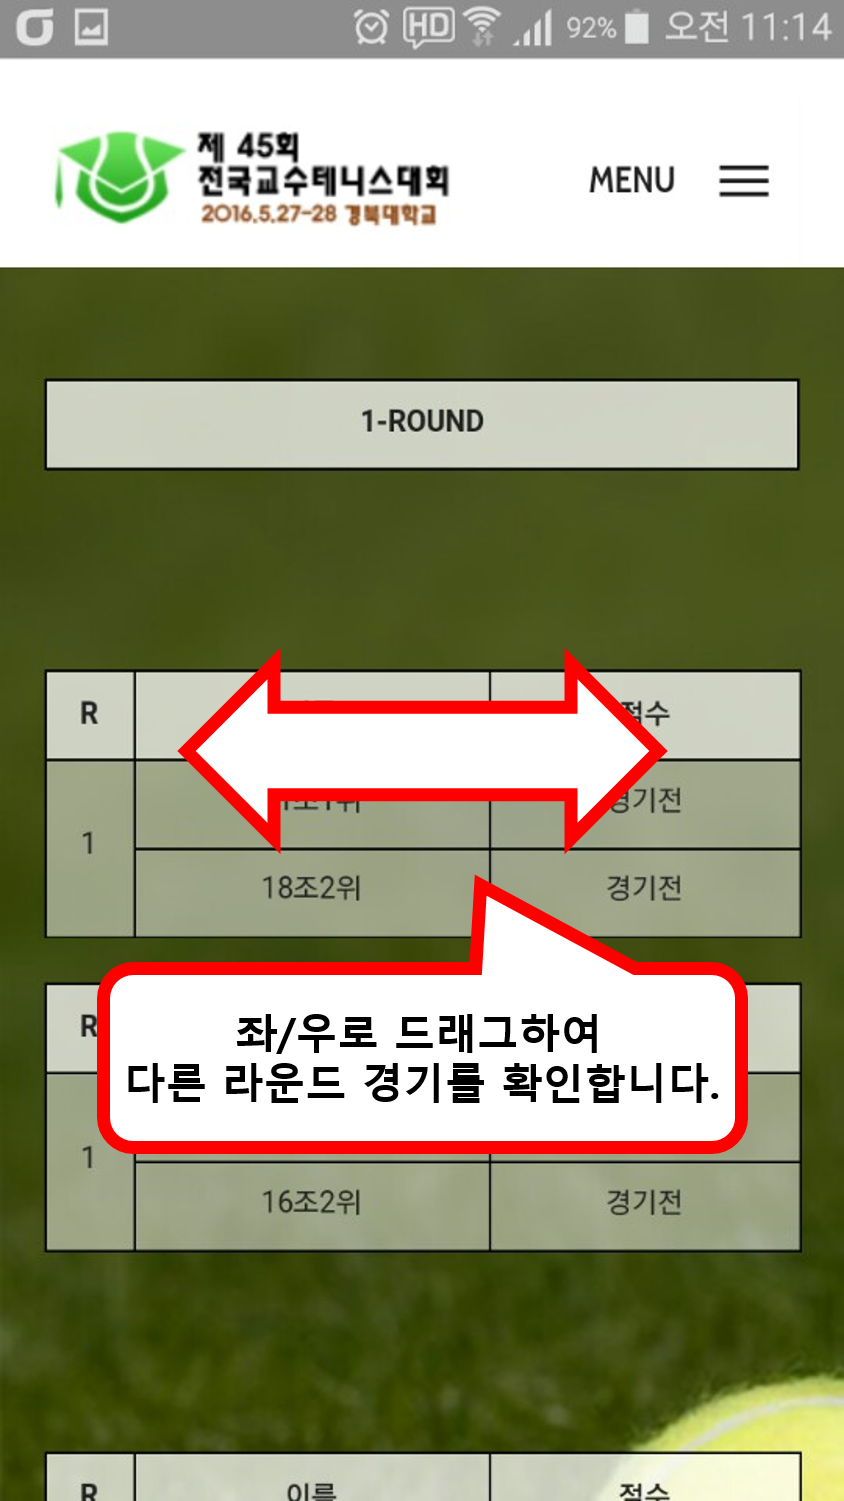 HD 92% 오전 11:14
제 45회
전국교수테니스대회
2016.5.27-28 경북대학교
MENU
1-ROUND
R 점수
1 경기전
18조2위 경기전
R
좌/우로 드래그하여
다른 라운드 경기를 확인합니다.
1
16조2위 경기전
R 이름 점수